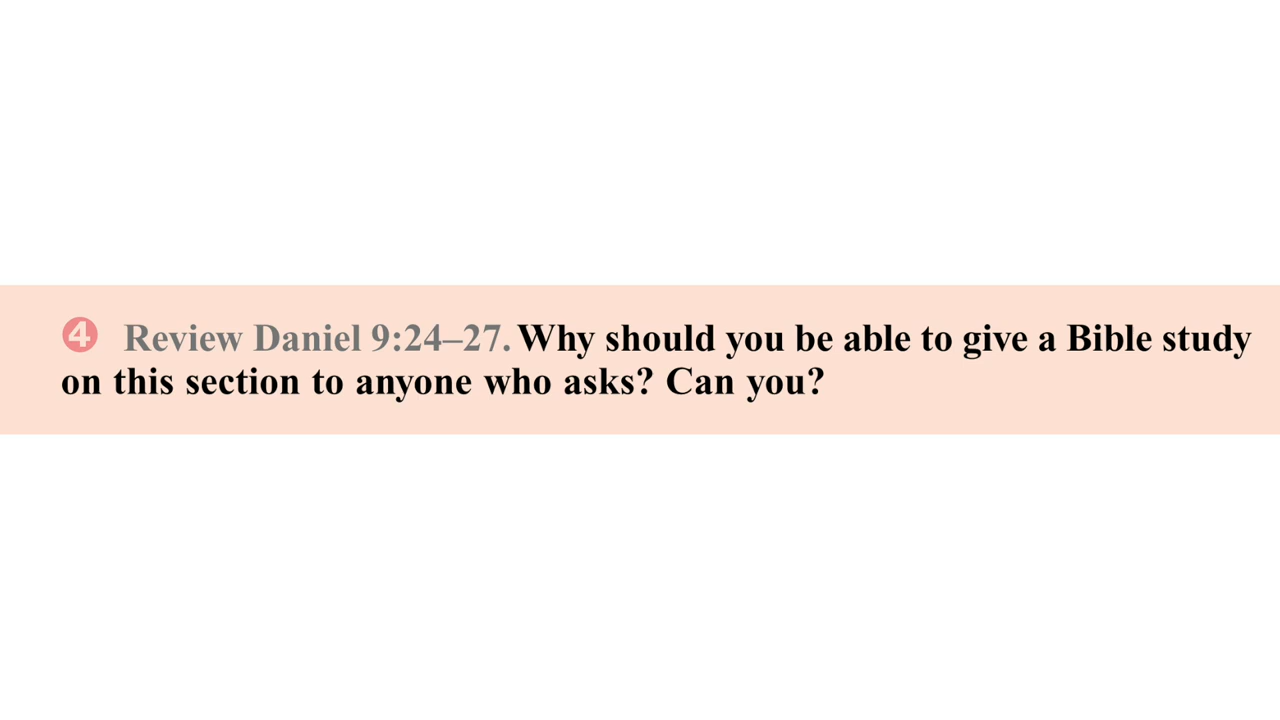 ❹ Review Daniel 9:24–27. Why should you be able to give a Bible study
on this section to anyone who asks? Can you?